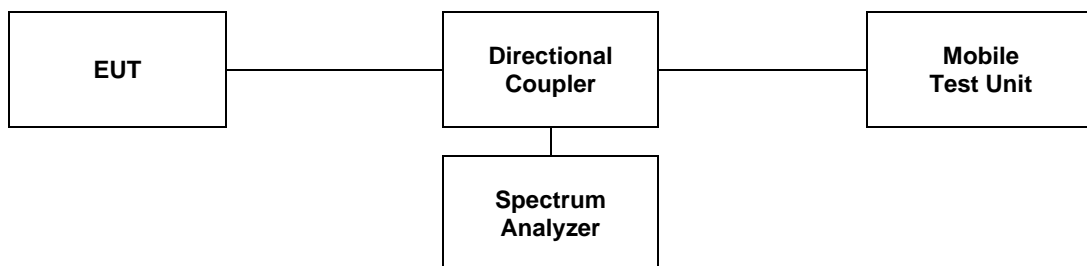 EUT
Directional
Coupler
Mobile
Test Unit
Spectrum
Analyzer